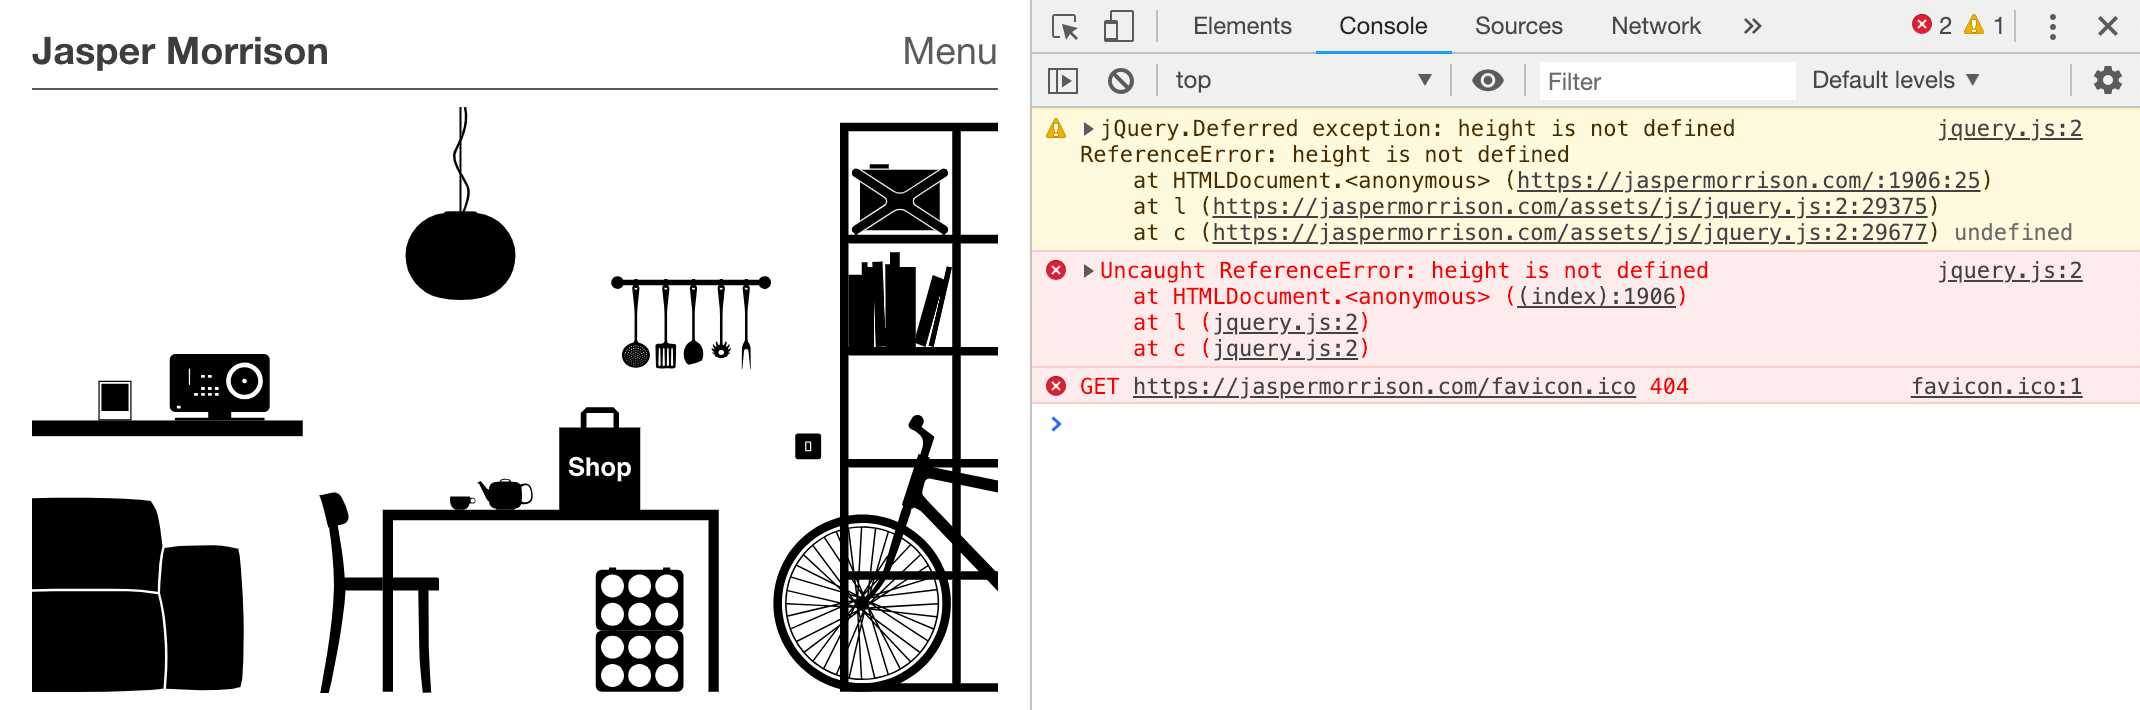 Jasper Morrison
Menu
Shop
Elements Console Sources Network 2 1
top Filter Default levels
jQuery.Deferred exception: height is not defined jquery.js:2
ReferenceError: height is not defined
at HTMLDocument.<anonymous> (https://jaspermorrison.com/:1906:25)
at l (https://jaspermorrison.com/assets/js/jquery.js:2:29375)
at c (https://jaspermorrison.com/assets/js/jquery.js:2:29677) undefined
Uncaught ReferenceError: height is not defined jquery.js:2
at HTMLDocument.<anonymous> ((index):1906)
at l (jquery.js:2)
at c (jquery.js:2)
GET https://jaspermorrison.com/favicon.ico 404 favicon.ico:1